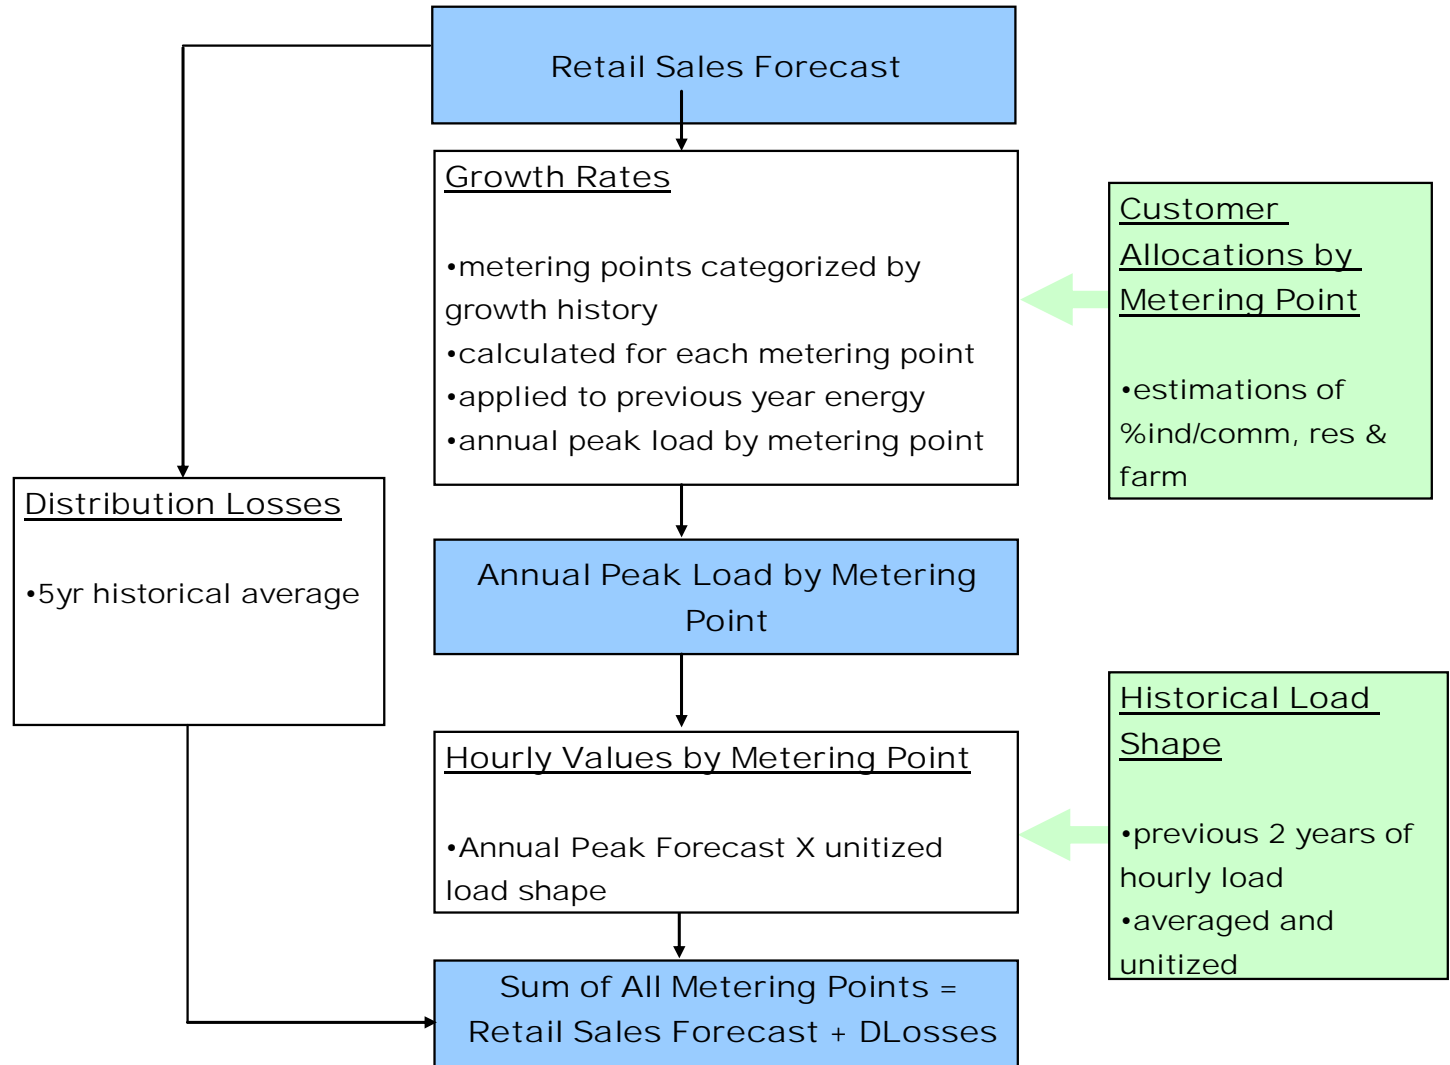 Retail Sales Forecast
Growth Rates
•metering points categorized by
growth history
•calculated for each metering point
•applied to previous year energy
•annual peak load by metering point
Customer
Allocations by
Metering Point
•estimations of
%ind/comm, res &
farm
Distribution Losses
•5yr historical average
Annual Peak Load by Metering
Point
Hourly Values by Metering Point
•Annual Peak Forecast X unitized
load shape
Historical Load
Shape
•previous 2 years of
hourly load
•averaged and
unitized
Sum of All Metering Points =
Retail Sales Forecast + DLosses